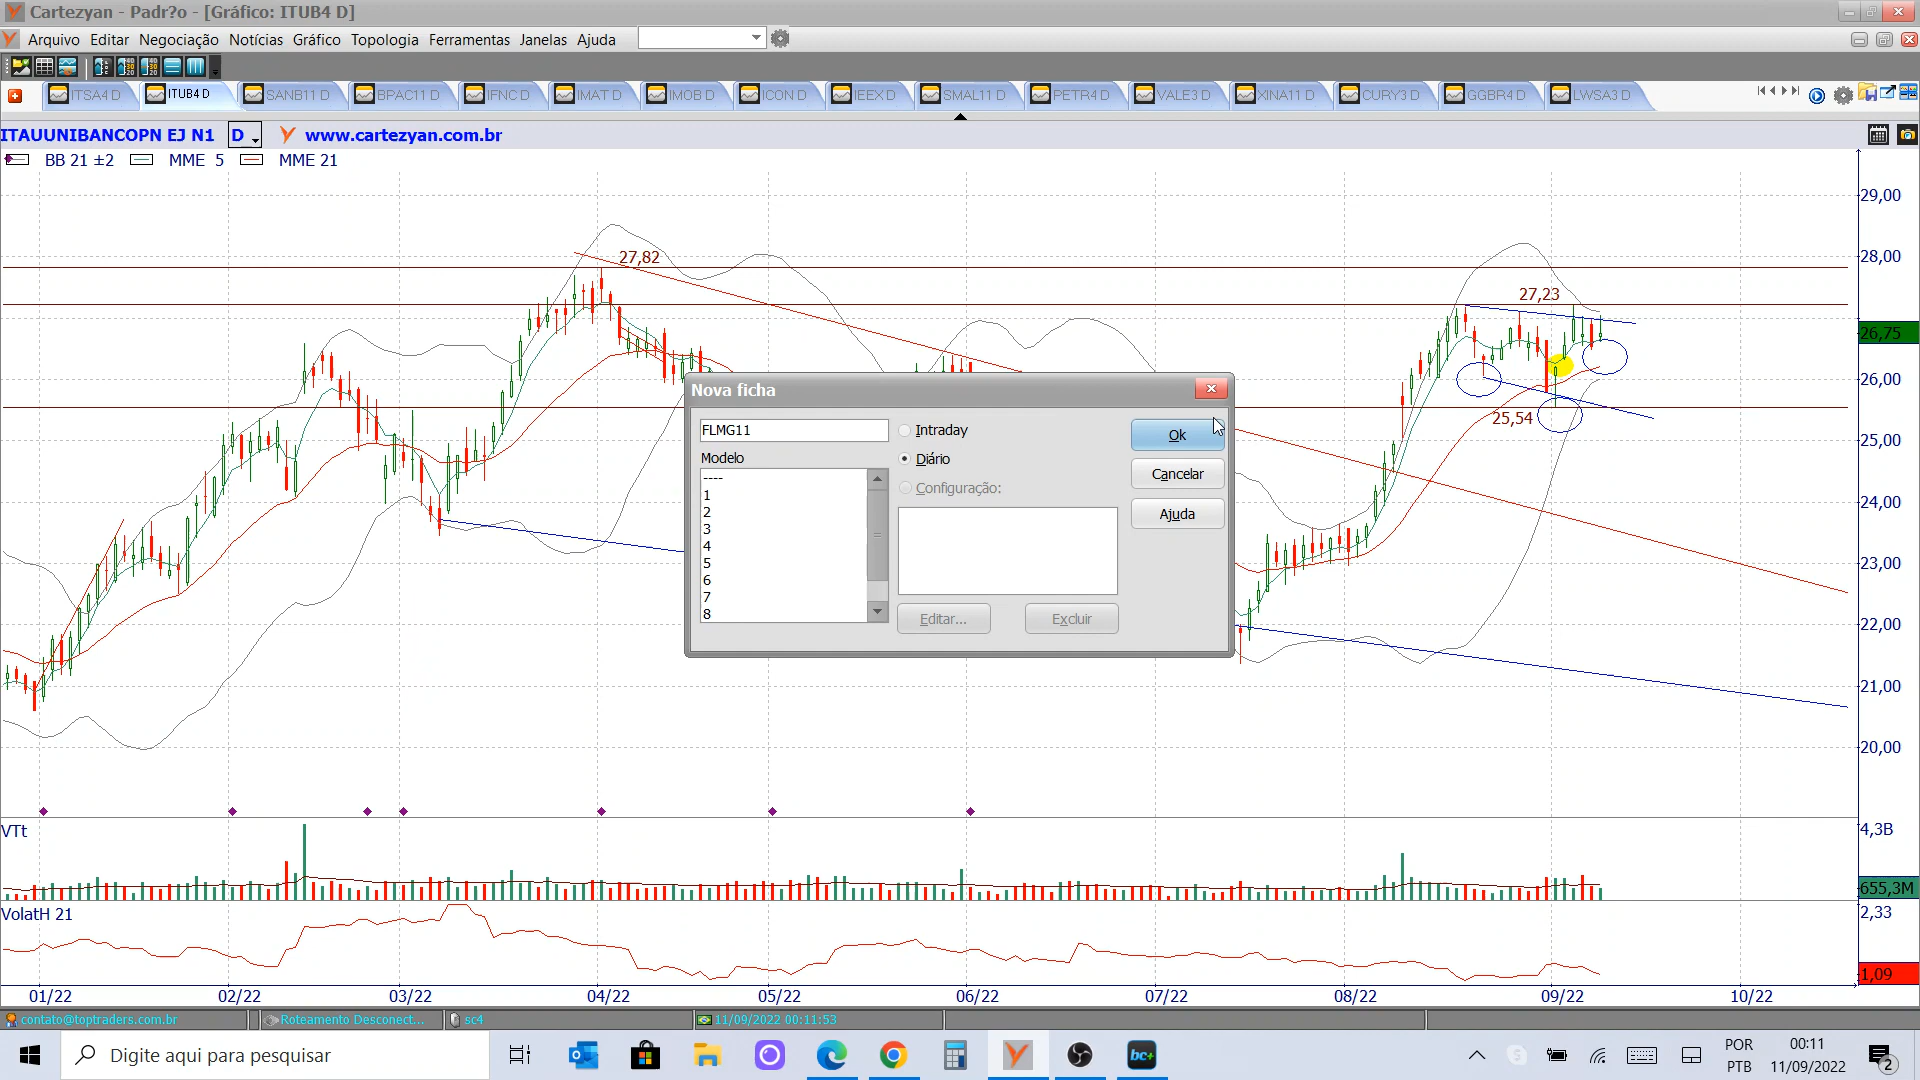 Cartezyan - Padr?o - [Gráfico: ITUB4 D]
Arquivo Editar Negociação Notícias Gráfico Topologia Ferramentas Janelas Ajuda
ITSA4 D ITUB4 D SANB11 D BPAC11 D IFNC D IMAT D IMOB D ICON D IEEX D SMAL11 D PETR4 D VALE3 D XINA11 D CURY3 D GGBR4 D LWSA3 D
ITAUUNIBANCOPN EJ N1 D www.cartezyan.com.br
BB 21 ±2 MME 5 MME 21
29,00
28,00
27,82
27,23
26,75
26,00
25,54
25,00
24,00
23,00
22,00
21,00
20,00
Nova ficha
FLMG11
Intraday
Ok
Modelo
Diário
----
Cancelar
1
Configuração:
2
Ajuda
3
4
5
6
7
8
Editar...
Excluir
VTt
4,3B
655,3M
VolatH 21
2,33
1,09
01/22 02/22 03/22 04/22 05/22 06/22 07/22 08/22 09/22 10/22
contato@toptraders.com.br Roteamento Desconect... sc4 11/09/2022 00:11:53
Digite aqui para pesquisar
bc+
POR
PTB
00:11
11/09/2022
2